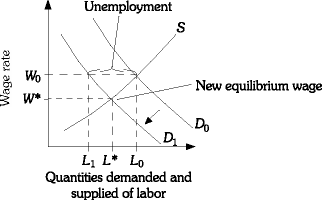 Unemployment
S
W0
Wage rate
New equilibrium wage
W*
D0
D1
L1 L* L0
Quantities demanded and
supplied of labor